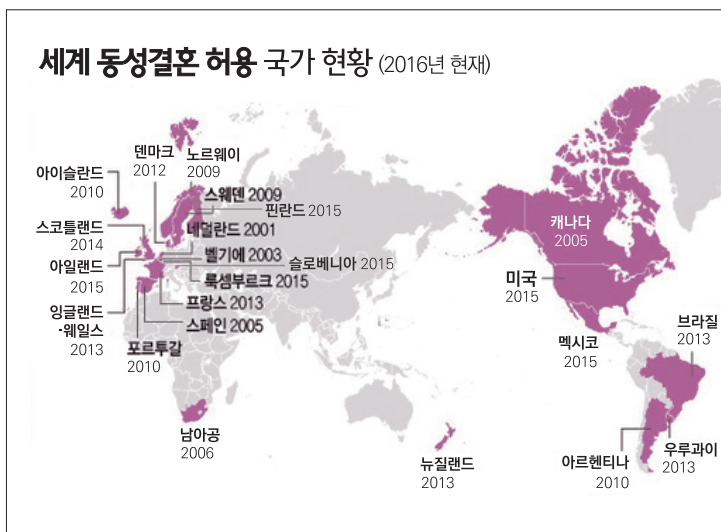 세계 동성결혼 허용 국가 현황 (2016년 현재)
덴마크
2012
노르웨이
2009
아이슬란드
2010
스웨덴 2009
핀란드 2015
스코틀랜드
2014
네덜란드 2001
벨기에 2003
슬로베니아 2015
아일랜드
2015
룩셈부르크 2015
잉글랜드
-웨일스
2013
프랑스 2013
스페인 2005
포르투갈
2010
남아공
2006
뉴질랜드
2013
캐나다
2005
미국
2015
멕시코
2015
브라질
2013
아르헨티나
2010
우루과이
2013